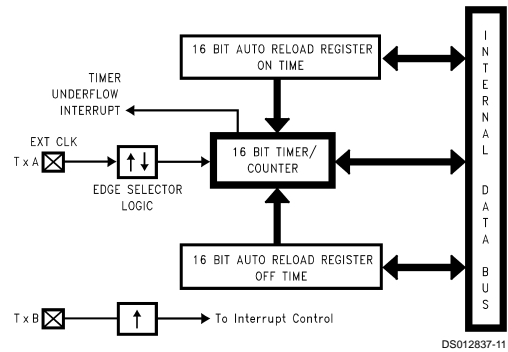 16 BIT AUTO RELOAD REGISTER
ON TIME
TIMER
UNDERFLOW
INTERRUPT
EXT CLK
TxA
↑↓
EDGE SELECTOR
LOGIC
16 BIT TIMER/
COUNTER
16 BIT AUTO RELOAD REGISTER
OFF TIME
TxB
↑
To Interrupt Control
INTERNAL DATA BUS
DS012837-11